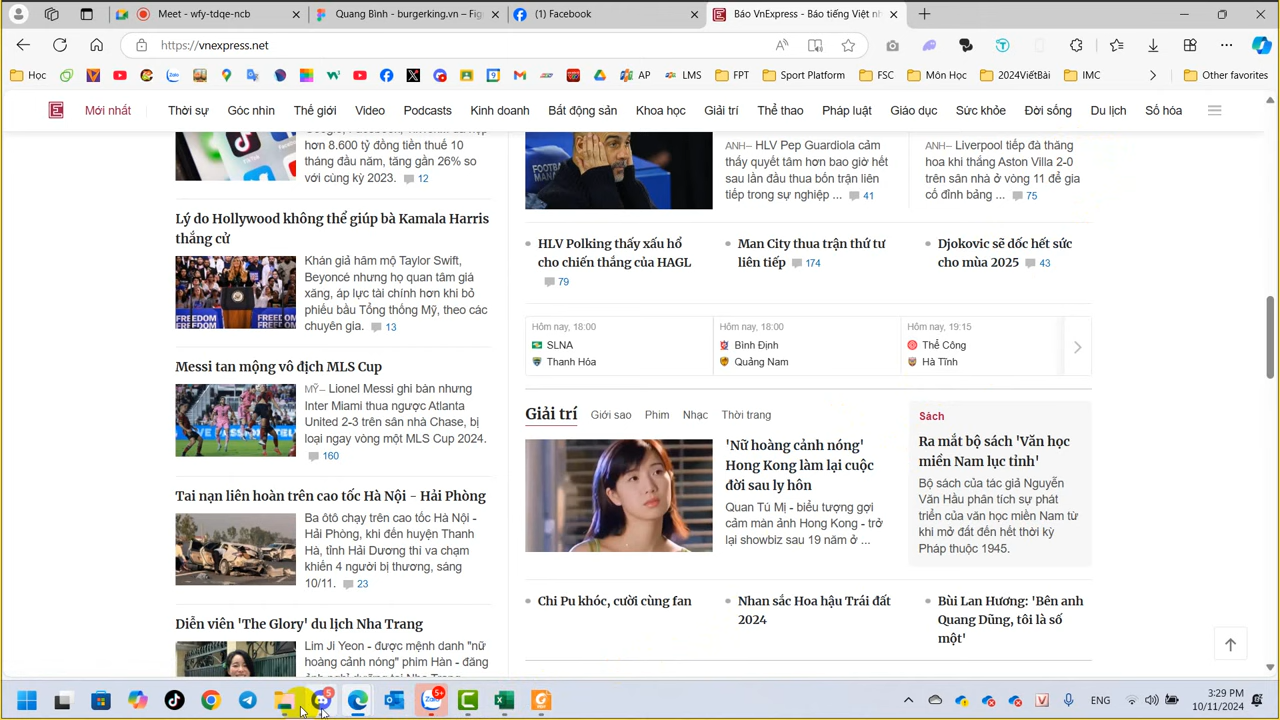 Meet - wfy-tdqe-ncb
Quảng Bình - burgerking.vn – Fig
(1) Facebook
Báo VnExpress - Báo tiếng Việt nh
https://vnexpress.net
Học
AP
LMS
FPT
Sport Platform
FSC
Môn Học
2024ViếtBài
IMC
Other favorites
Mới nhất
Thời sự
Góc nhìn
Thế giới
Video
Podcasts
Kinh doanh
Bất động sản
Khoa học
Giải trí
Thể thao
Pháp luật
Giáo dục
Sức khỏe
Đời sống
Du lịch
Số hóa
Google, Facebook, TikTok đã nộp
hơn 8.600 tỷ đồng tiền thuế 10
tháng đầu năm, tăng gần 26% so
với cùng kỳ 2023. 12
Lý do Hollywood không thể giúp bà Kamala Harris
thắng cử
Khán giả hâm mộ Taylor Swift,
Beyoncé nhưng họ quan tâm giá
xăng, áp lực tài chính hơn khi bỏ
phiếu bầu Tổng thống Mỹ, theo các
chuyên gia. 13
FREEDOM
FREEDOM
Messi tan mộng vô địch MLS Cup
MỸ– Lionel Messi ghi bàn nhưng
Inter Miami thua ngược Atlanta
United 2-3 trên sân nhà Chase, bị
loại ngay vòng một MLS Cup 2024.
160
Tai nạn liên hoàn trên cao tốc Hà Nội - Hải Phòng
Ba ôtô chạy trên cao tốc Hà Nội -
Hải Phòng, khi đến huyện Thanh
Hà, tỉnh Hải Dương thì va chạm
khiến 4 người bị thương, sáng
10/11. 23
Diễn viên 'The Glory' du lịch Nha Trang
Lim Ji Yeon - được mệnh danh "nữ
hoàng cảnh nóng" phim Hàn - đăng
FOOTBALL
MANA
ANH– HLV Pep Guardiola cảm
thấy quyết tâm hơn bao giờ hết
sau lần đầu thua bốn trận liên
tiếp trong sự nghiệp ... 41
ANH– Liverpool tiếp đà thăng
hoa khi thắng Aston Villa 2-0
trên sân nhà ở vòng 11 để gia
cố đỉnh bảng ... 75
HLV Polking thấy xấu hổ
cho chiến thắng của HAGL
79
Man City thua trận thứ tư
liên tiếp 174
Djokovic sẽ dốc hết sức
cho mùa 2025 43
Hôm nay, 18:00
SLNA
Thanh Hóa
Hôm nay, 18:00
Bình Định
Quảng Nam
Hôm nay, 19:15
Thể Công
Hà Tĩnh
Giải trí
Giới sao
Phim
Nhạc
Thời trang
'Nữ hoàng cảnh nóng'
Hong Kong làm lại cuộc
đời sau ly hôn
Quan Tú Mị - biểu tượng gợi
cảm màn ảnh Hong Kong - trở
lại showbiz sau 19 năm ở ...
Sách
Ra mắt bộ sách 'Văn học
miền Nam lục tỉnh'
Bộ sách của tác giả Nguyễn
Văn Hầu phân tích sự phát
triển của văn học miền Nam từ
khi mở đất đến hết thời kỳ
Pháp thuộc 1945.
Chi Pu khóc, cười cùng fan
Nhan sắc Hoa hậu Trái đất
2024
Bùi Lan Hương: 'Bên anh
Quang Dũng, tôi là số
một'
5
Zalo
5+
ENG
3:29 PM
10/11/2024